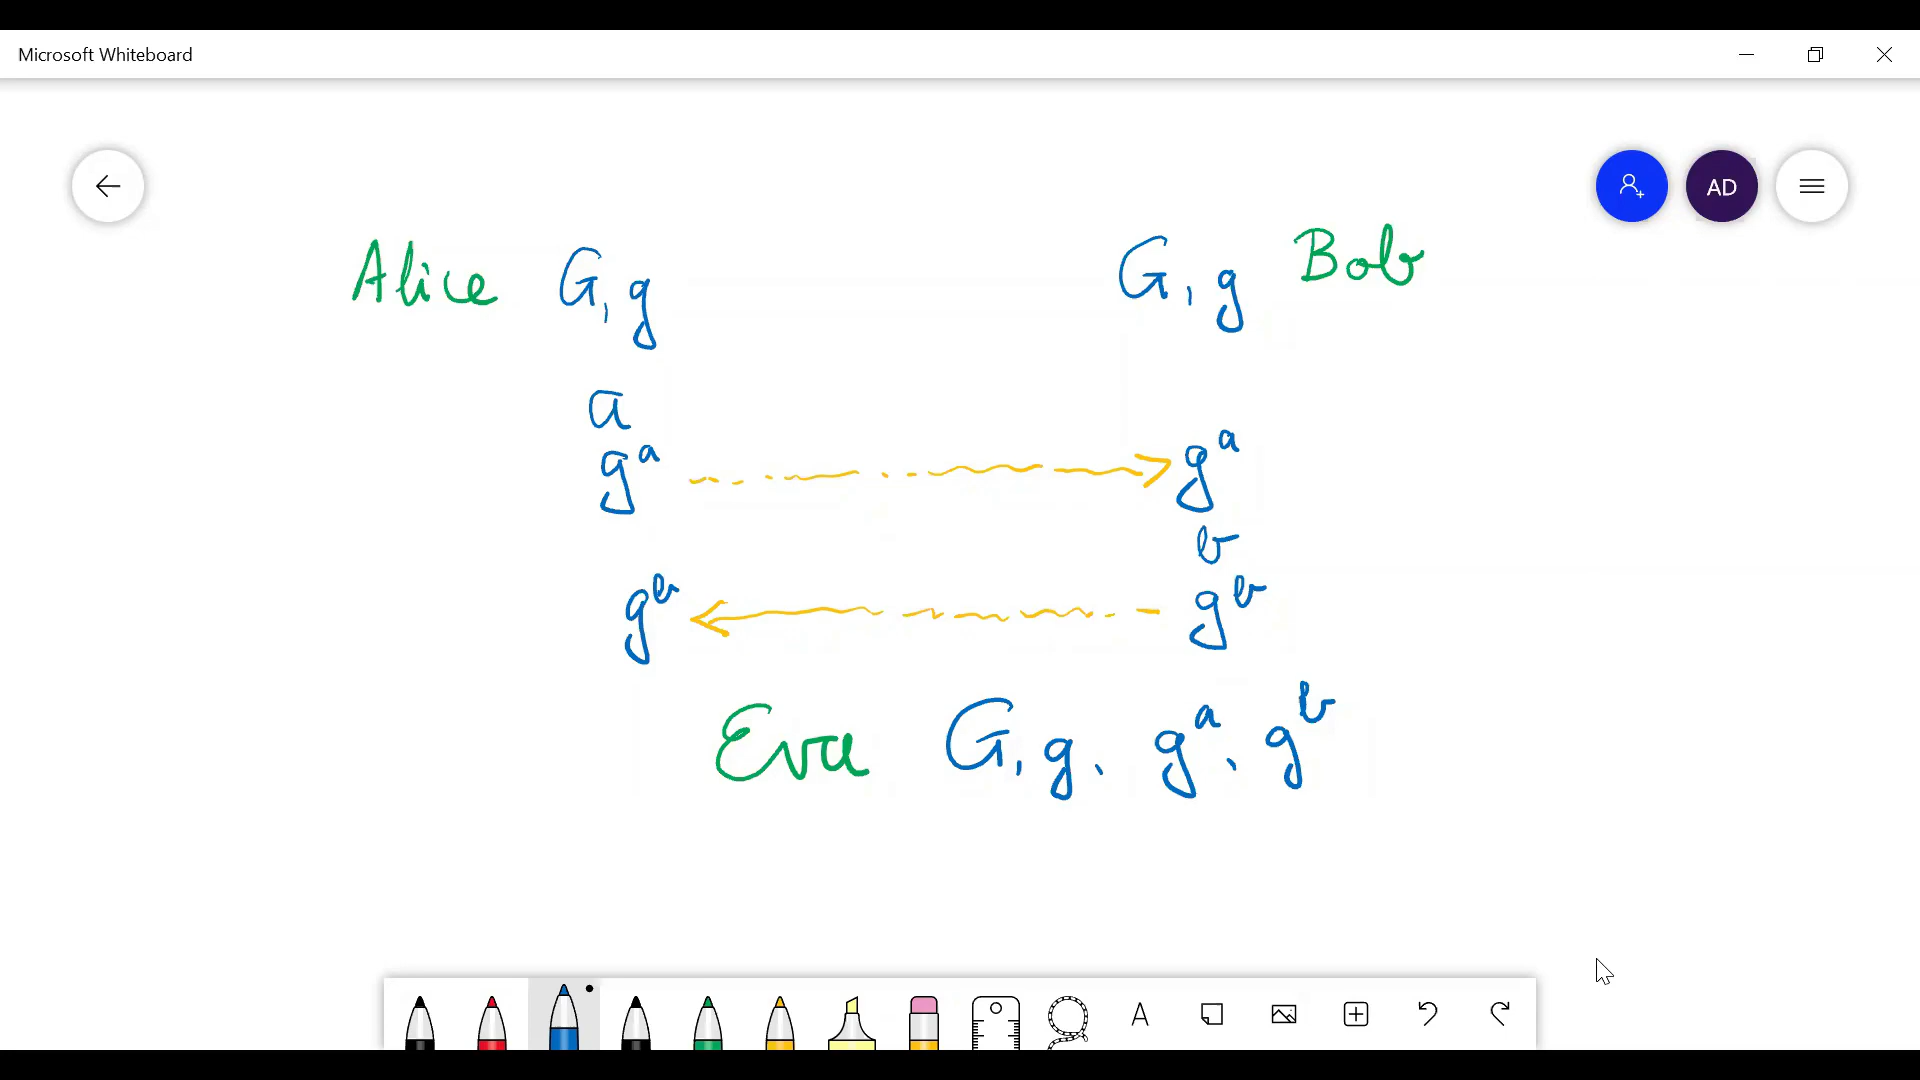 Microsoft Whiteboard
AD
Alice G, g G, g Bob
a
g^a g^a
b
g^b g^b
Eva G, g, g^a, g^b
A